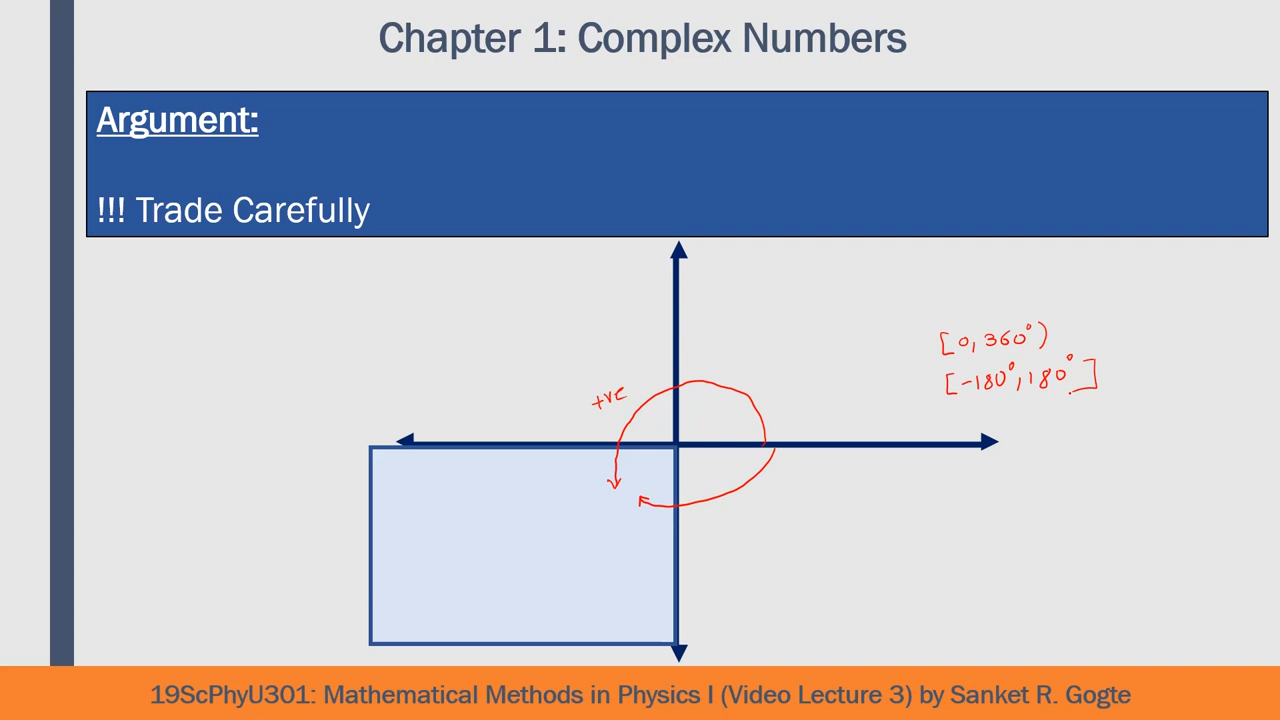 Chapter 1: Complex Numbers
Argument:
!!! Trade Carefully
[0, 360°)
[-180°, 180°]
+ve
19ScPhyU301: Mathematical Methods in Physics I (Video Lecture 3) by Sanket R. Gogte